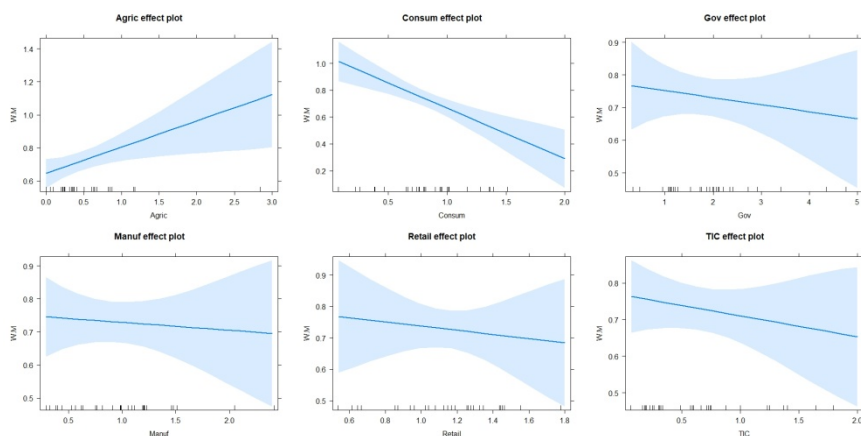 Agric effect plot
W.M
1.4
1.2
1.0
0.8
0.6
0.0 0.5 1.0 1.5 2.0 2.5 3.0
Agric
Consum effect plot
W.M
1.0
0.8
0.6
0.4
0.2
0.5 1.0 1.5 2.0
Consum
Gov effect plot
W.M
0.9
0.8
0.7
0.6
0.5
1 2 3 4 5
Gov
Manuf effect plot
W.M
0.9
0.8
0.7
0.6
0.5
0.5 1.0 1.5 2.0
Manuf
Retail effect plot
W.M
0.9
0.8
0.7
0.6
0.5
0.6 0.8 1.0 1.2 1.4 1.6 1.8
Retail
TIC effect plot
W.M
0.8
0.7
0.6
0.5
0.5 1.0 1.5 2.0
TIC